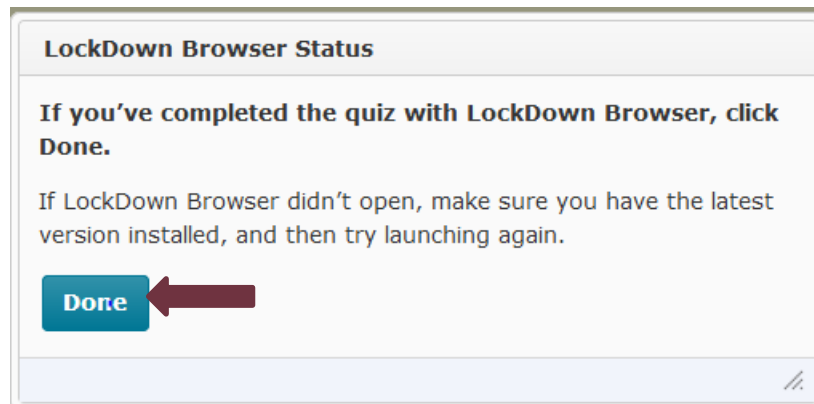 LockDown Browser Status
If you’ve completed the quiz with LockDown Browser, click
Done.
If LockDown Browser didn’t open, make sure you have the latest
version installed, and then try launching again.
Done